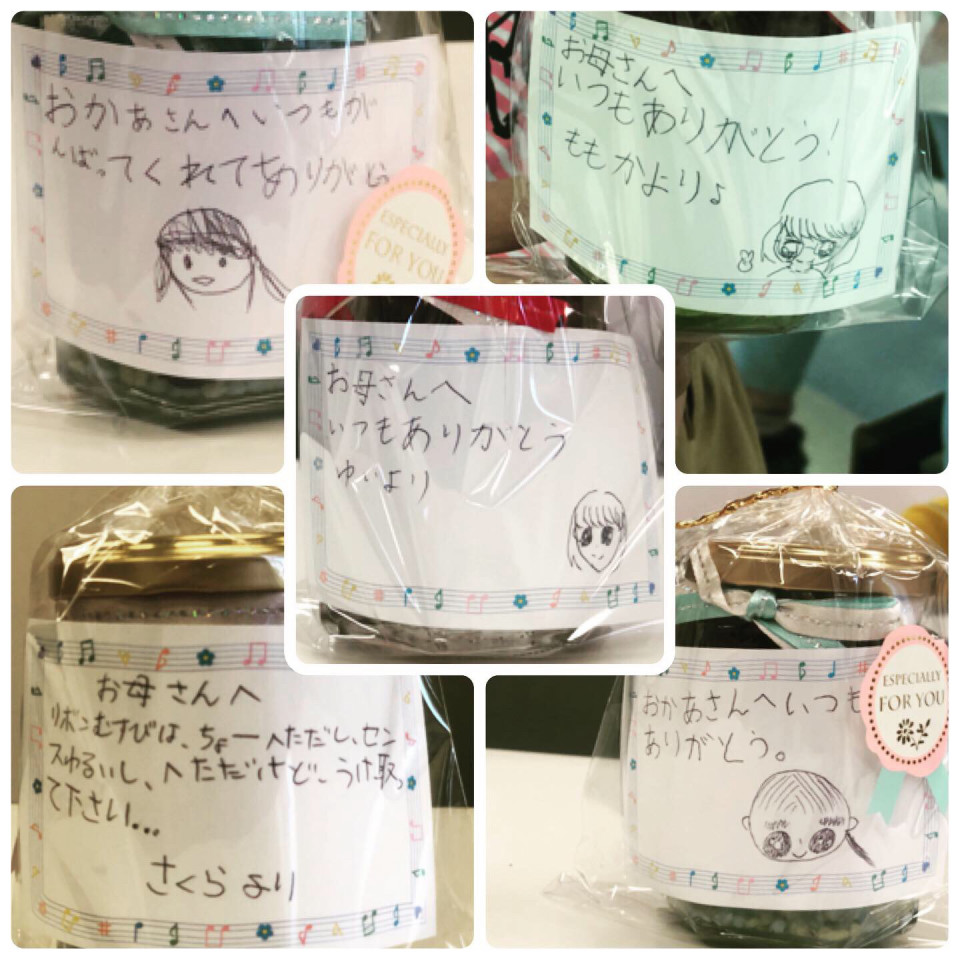 おかあさんへいつもが
んばってくれてありがとう
ESPECIALLY
FOR YOU
お母さんへ
いつもありがとう!
ももかより♪
お母さんへ
いつもありがとう
ゆいより
お母さんへ
リボンむすびは、ちょーへただし、セン
スゆるいし、へただけど、うけ取っ
て下さい...
さくらより
おかあさんへいつも
ありがとう。
ESPECIALLY
FOR YOU